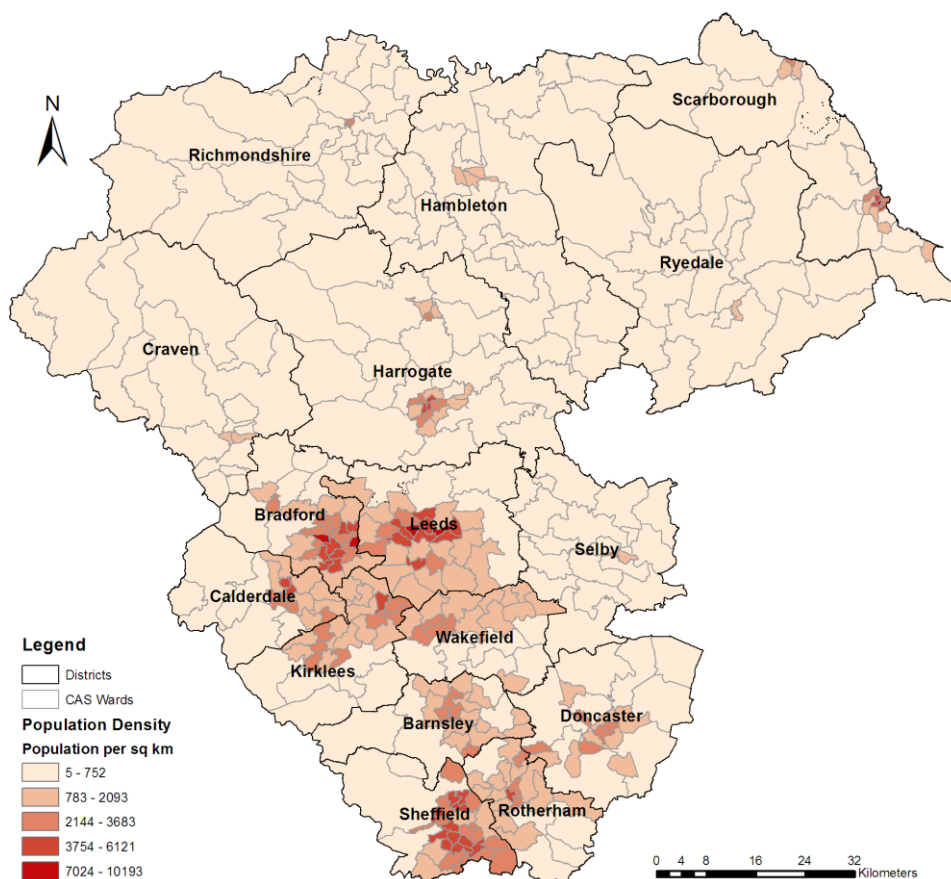 N
Scarborough
Richmondshire
Hambleton
Ryedale
Craven
Harrogate
Bradford
Leeds
Selby
Calderdale
Wakefield
Kirklees
Barnsley
Doncaster
Sheffield
Rotherham
Legend
Districts
CAS Wards
Population Density
Population per sq km
5 - 752
783 - 2093
2144 - 3683
3754 - 6121
7024 - 10193
0 4 8 16 24 32
Kilometers